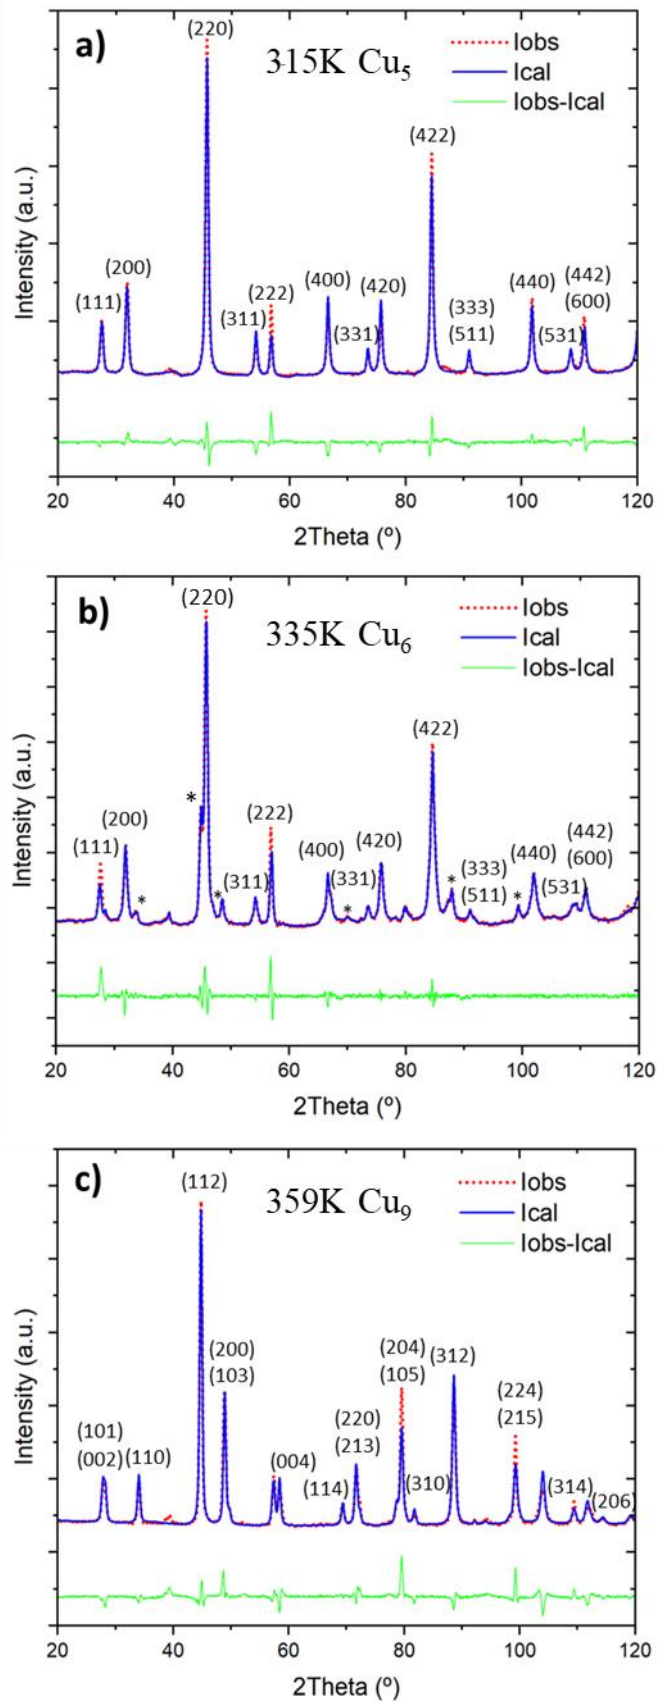 a)
315K Cu5
Iobs
Ical
Iobs-Ical
(220)
(422)
(200)
(111)
(222)
(311)
(400)
(420)
(331)
(333)
(511)
(440)
(442)
(600)
(531)
Intensity (a.u.)
20 40 60 80 100 120
2Theta (º)
b)
335K Cu6
Iobs
Ical
Iobs-Ical
(220)
(422)
*
(200)
(111)
*
*
(222)
(311)
(400)
(420)
(331)
*
*
(333)
(511)
*
(440)
(442)
(600)
(531)
Intensity (a.u.)
20 40 60 80 100 120
2Theta (º)
c)
359K Cu9
Iobs
Ical
Iobs-Ical
(112)
(200)
(103)
(101)
(002)
(110)
(004)
(114)
(220)
(213)
(204)
(105)
(310)
(312)
(224)
(215)
(314)
(206)
Intensity (a.u.)
20 40 60 80 100 120
2Theta (º)